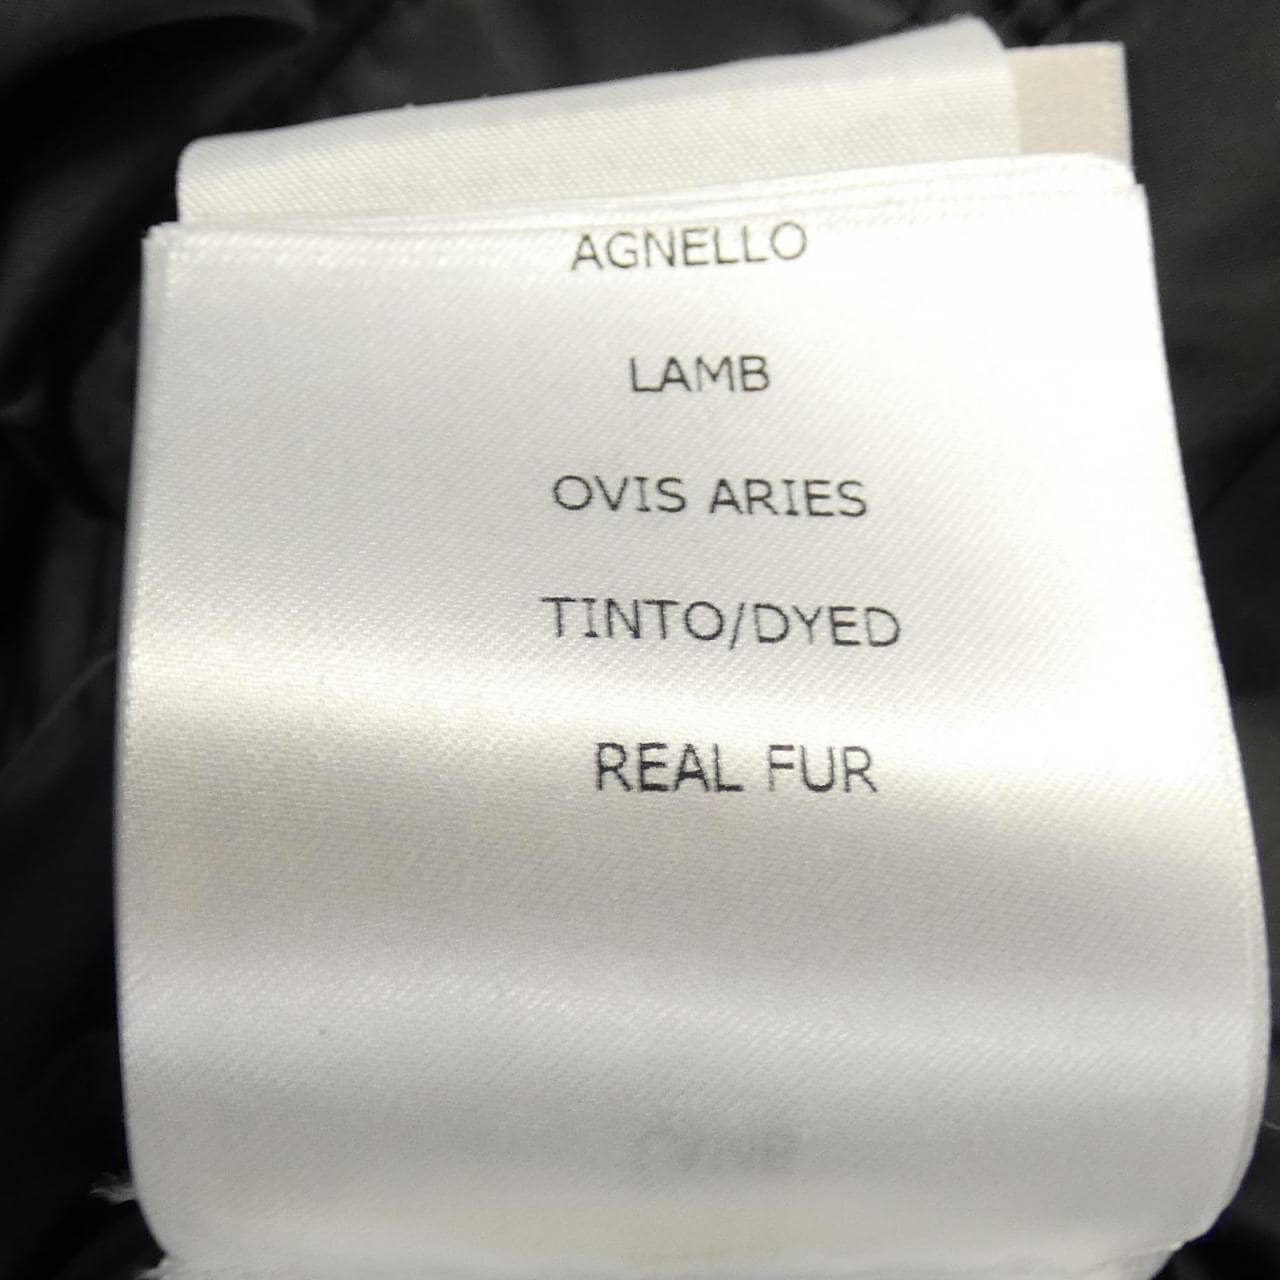 AGNELLO
LAMB
OVIS ARIES
TINTO/DYED
REAL FUR